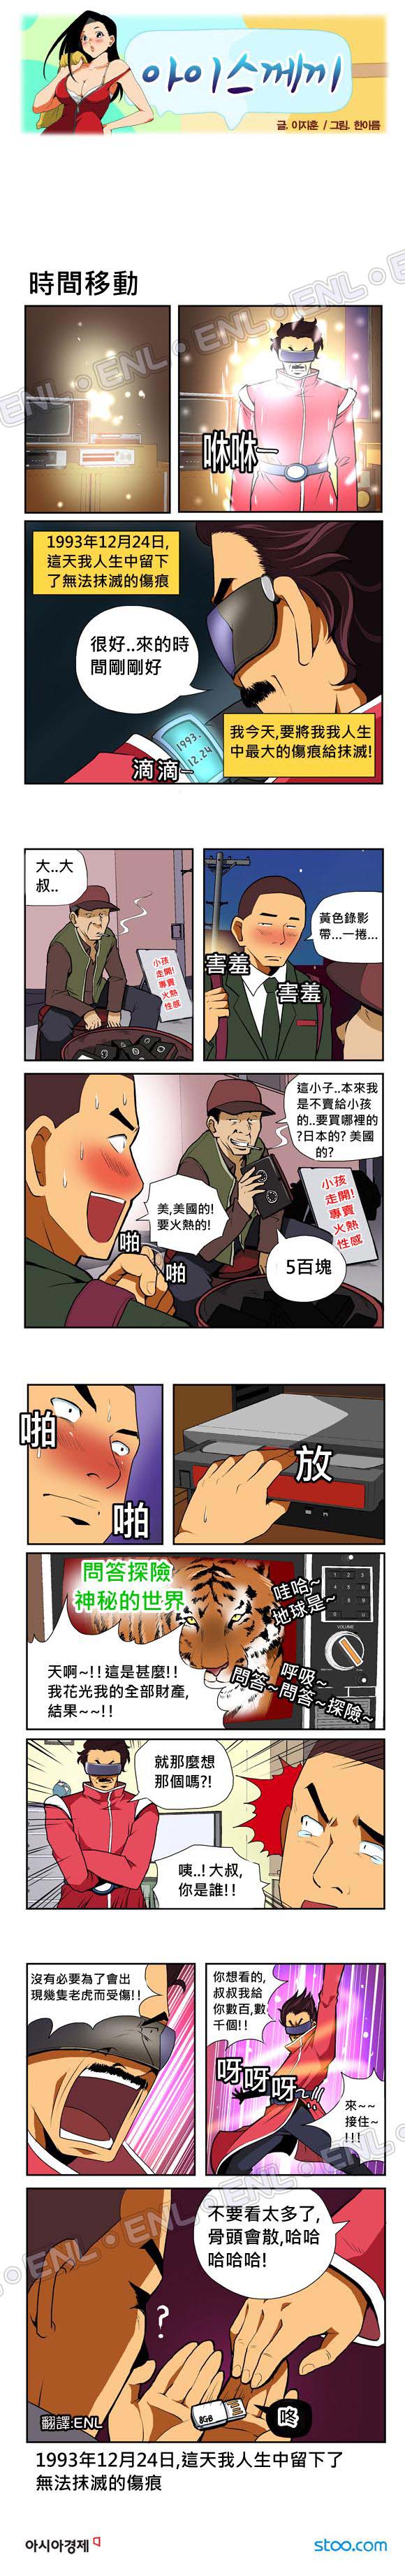 아이스께끼
글. 이지훈 / 그림. 한아름
時間移動
咻咻—
1993年12月24日,
這天我人生中留下
了無法抹滅的傷痕
很好..來的時
間剛剛好
1993.
12.24
滴滴~
我今天,要將我我人生
中最大的傷痕給抹滅!
大..大
叔..
小孩
走開!
專賣
火熱
性感
黃色錄影
帶...一捲...
害羞
害羞
這小子..本來我
是不賣給小孩
的..要買哪裡的
?日本的? 美國
的?
美,美國的!
要火熱的!
小孩
走開!
專賣
火熱
性感
啪
啪
5百塊
啪
啪
放
問答探險
神秘的世界
哇哈~
地球是~
VOLUME
天啊~!!這是甚麼!!
我花光我的全部財產,
結果~~!!
呼吸~
問答~問答~探險~
就那麼想
那個嗎?!
咦..!大叔,
你是誰!!
沒有必要為了會出
現幾隻老虎而受傷!!
你想看的,
叔叔我給
你數百,數
千個!!
呀呀呀~!!
來~~
接住~
!!!
不要看太多了,
骨頭會散,哈哈
哈哈哈!
?
8GB
咚
翻譯:ENL
1993年12月24日,這天我人生中留下了
無法抹滅的傷痕
아시아경제
stoo.com
ENL • ENL • ENL • ENL • EN
ENL • ENL • ENL • ENL • EN